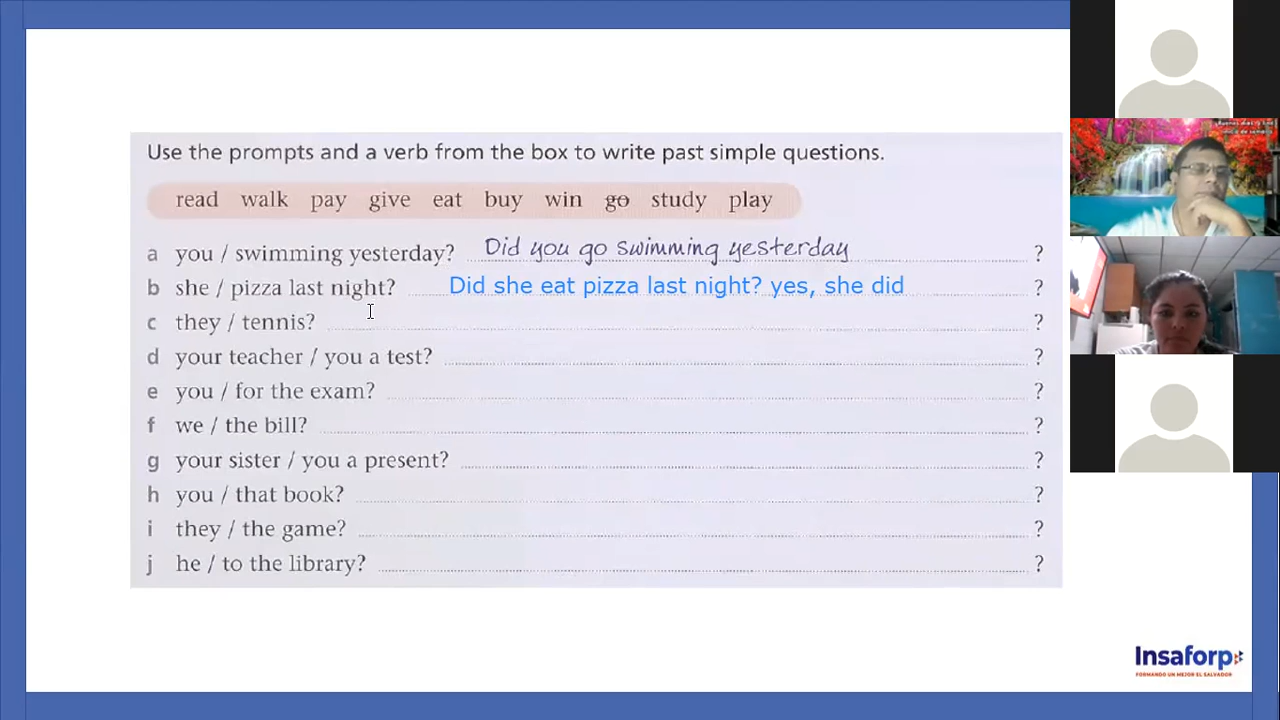 Use the prompts and a verb from the box to write past simple questions.
read walk pay give eat buy win go study play
a you / swimming yesterday? Did you go swimming yesterday ?
b she / pizza last night? Did she eat pizza last night? yes, she did ?
c they / tennis? ?
d your teacher / you a test? ?
e you / for the exam? ?
f we / the bill? ?
g your sister / you a present? ?
h you / that book? ?
i they / the game? ?
j he / to the library? ?
Insaforp
FORMANDO UN MEJOR EL SALVADOR